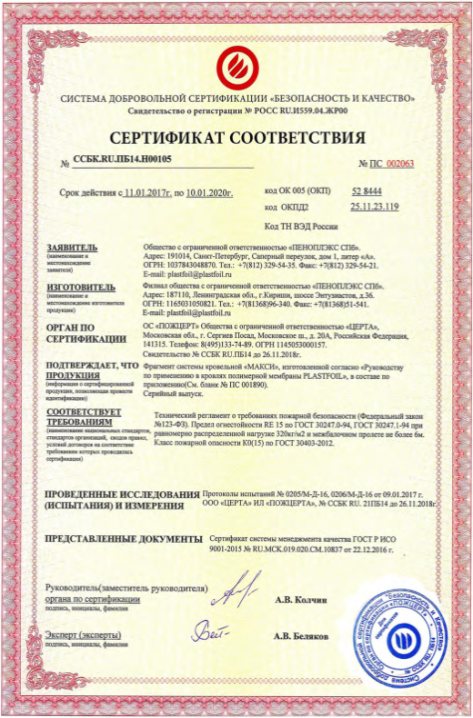 СИСТЕМА ДОБРОВОЛЬНОЙ СЕРТИФИКАЦИИ «БЕЗОПАСНОСТЬ И КАЧЕСТВО»
Свидетельство о регистрации № РОСС RU.И559.04.ЖР00
СЕРТИФИКАТ СООТВЕТСТВИЯ
№ ССБК.RU.ПБ14.Н00105
№ ПС 002063
Срок действия с 11.01.2017г. по 10.01.2020г.
код ОК 005 (ОКП) 52 8444
код ОКПД2 25.11.23.119
Код ТН ВЭД России
ЗАЯВИТЕЛЬ
(наименование и
местонахождение
заявителя)
Общество с ограниченной ответственностью «ПЕНОПЛЭКС СПб».
Адрес: 191014, Санкт-Петербург, Саперный переулок, дом 1, литер «А».
ОГРН: 1037843048870. Тел.: +7(812) 329-54-35. Факс: +7(812) 329-54-21.
E-mail: plastfoil@plastfoil.ru
ИЗГОТОВИТЕЛЬ
(наименование и
местонахождение изготовителя
продукции)
Филиал общества с ограниченной ответственностью «ПЕНОПЛЭКС СПб».
Адрес: 187110, Ленинградская обл., г.Кириши, шоссе Энтузиастов, д.36.
ОГРН: 1165031050821. Тел.: +7(81368)96-340. Факс: +7(81368)51-541.
E-mail: plastfoil@plastfoil.ru
ОРГАН ПО
СЕРТИФИКАЦИИ
ОС «ПОЖЦЕРТ» Общества с ограниченной ответственностью «ЦЕРТА»,
Московская обл., г. Сергиев Посад, Московское ш., д. 20А, Российская Федерация,
141315. Телефон: 8(495)133-74-89. ОГРН 1145053000157.
Свидетельство № ССБК RU.ПБ14 до 26.11.2018г.
ПОДТВЕРЖДАЕТ, ЧТО
ПРОДУКЦИЯ
(информация о сертифицированной
продукции, позволяющая провести
идентификацию)
Фрагмент системы кровельной «МАКСИ», изготовленной согласно «Руководству
по применению в кровлях полимерной мембраны PLASTFOIL», в составе по
приложению(См. бланк № ПС 001890).
Серийный выпуск.
СООТВЕТСТВУЕТ
ТРЕБОВАНИЯМ
(наименование национальных стандартов,
стандартов организаций, сводов правил,
условий договоров на соответствие
требованиям которых проводилась
сертификация)
Технический регламент о требованиях пожарной безопасности (Федеральный закон
№123-ФЗ). Предел огнестойкости RE 15 по ГОСТ 30247.0-94, ГОСТ 30247.1-94 при
равномерно распределенной нагрузке 320кг/м2 и межбалочном пролете не более 6м.
Класс пожарной опасности К0(15) по ГОСТ 30403-2012.
ПРОВЕДЕННЫЕ ИССЛЕДОВАНИЯ
(ИСПЫТАНИЯ) И ИЗМЕРЕНИЯ
Протоколы испытаний № 0205/М-Д-16, 0206/М-Д-16 от 09.01.2017 г.
ООО «ЦЕРТА» ИЛ «ПОЖЦЕРТА», № ССБК RU. 21ПБ14 до 26.11.2018г.
ПРЕДСТАВЛЕННЫЕ ДОКУМЕНТЫ
Сертификат системы менеджмента качества ГОСТ Р ИСО
9001-2015 № RU.МСК.019.020.СМ.10837 от 22.12.2016 г.
Руководитель(заместитель руководителя)
органа по сертификации
подпись, инициалы, фамилия
А.В. Колчин
Эксперт (эксперты)
подпись, инициалы, фамилия
А.В. Беляков